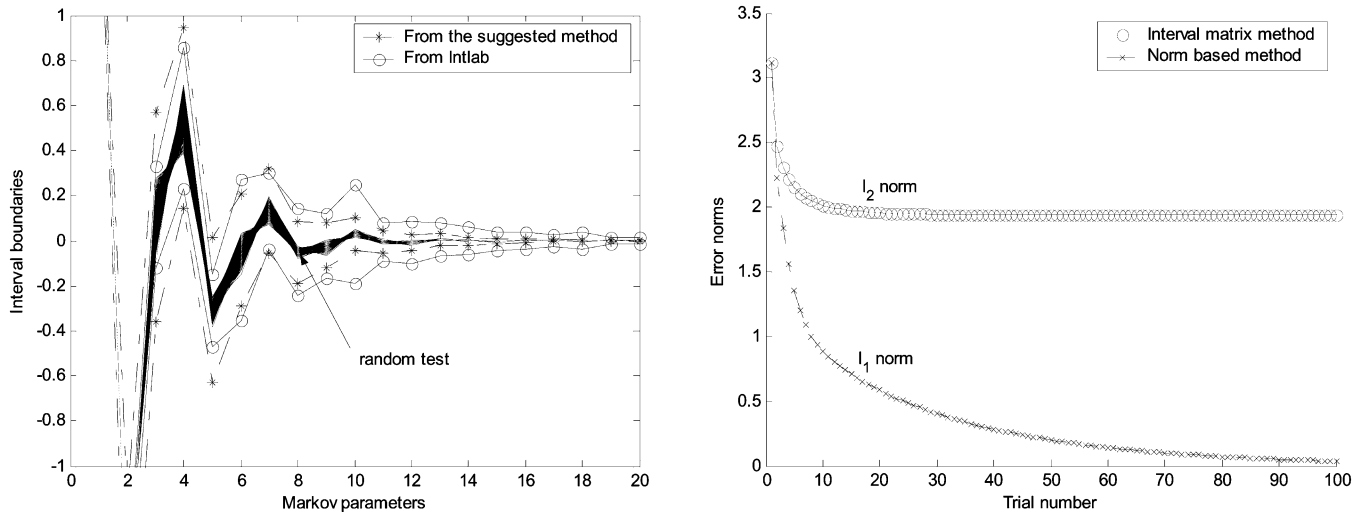 1
0.8
0.6
0.4
0.2
0
-0.2
-0.4
-0.6
-0.8
-1
Interval boundaries
From the suggested method
From Intlab
random test
0 2 4 6 8 10 12 14 16 18 20
Markov parameters
3.5
3
2.5
2
1.5
1
0.5
0
Error norms
Interval matrix method
Norm based method
l2 norm
l1 norm
0 10 20 30 40 50 60 70 80 90 100
Trial number